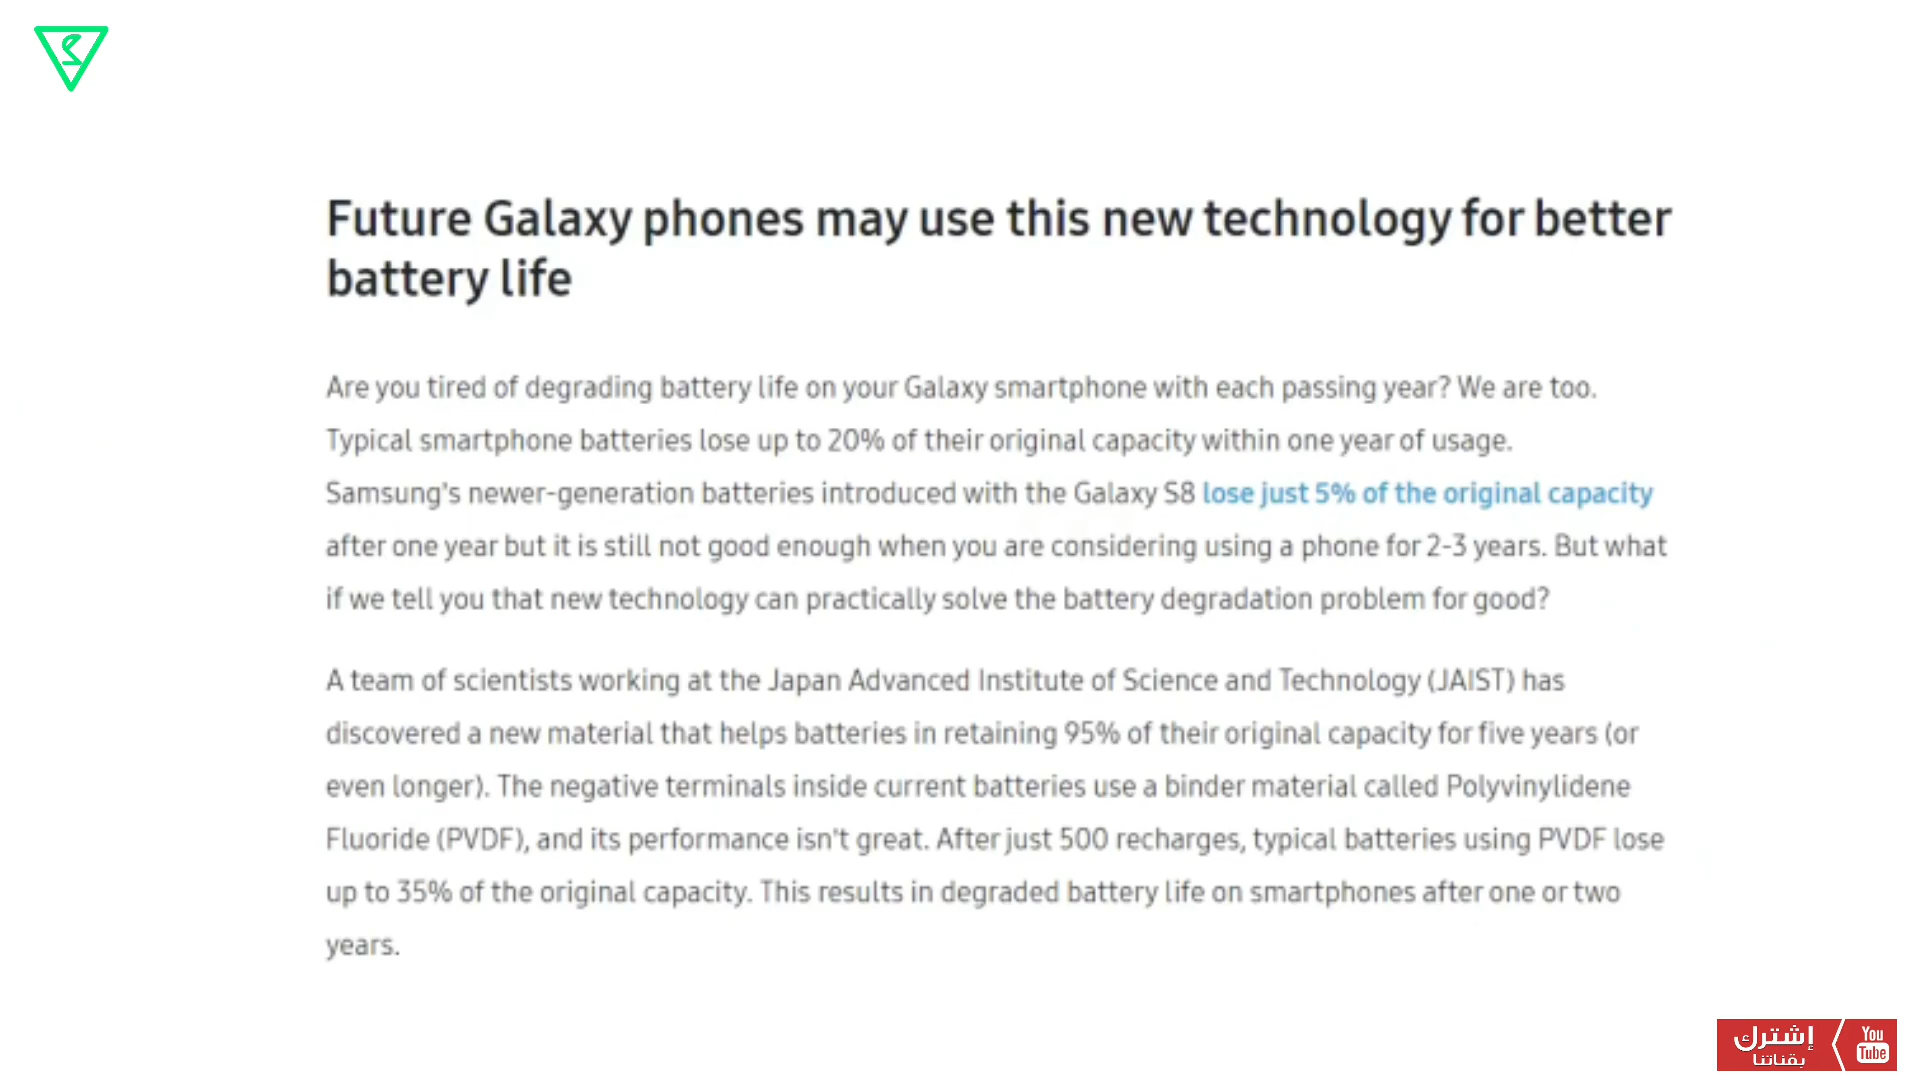 Future Galaxy phones may use this new technology for better
battery life
Are you tired of degrading battery life on your Galaxy smartphone with each passing year? We are too.
Typical smartphone batteries lose up to 20% of their original capacity within one year of usage.
Samsung's newer-generation batteries introduced with the Galaxy S8 lose just 5% of the original capacity
after one year but it is still not good enough when you are considering using a phone for 2-3 years. But what
if we tell you that new technology can practically solve the battery degradation problem for good?
A team of scientists working at the Japan Advanced Institute of Science and Technology (JAIST) has
discovered a new material that helps batteries in retaining 95% of their original capacity for five years (or
even longer). The negative terminals inside current batteries use a binder material called Polyvinylidene
Fluoride (PVDF), and its performance isn't great. After just 500 recharges, typical batteries using PVDF lose
up to 35% of the original capacity. This results in degraded battery life on smartphones after one or two
years.
إشترك
بقناتنا
You
Tube